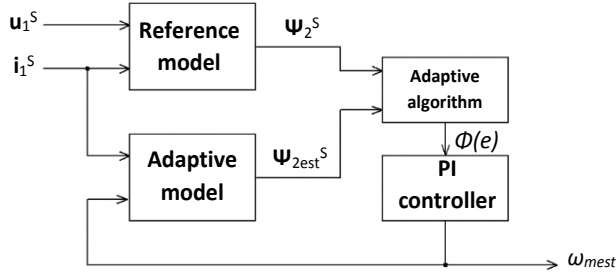 u₁ˢ
Reference
model
Ψ₂ˢ
i₁ˢ
Adaptive
algorithm
Φ(e)
Adaptive
model
Ψ₂ₑₛₜˢ
PI
controller
ωₘₑₛₜ